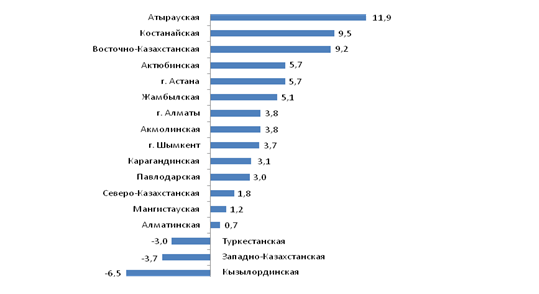 Атырауская 11,9
Костанайская 9,5
Восточно-Казахстанская 9,2
Актюбинская 5,7
г. Астана 5,7
Жамбылская 5,1
г. Алматы 3,8
Акмолинская 3,8
г. Шымкент 3,7
Карагандинская 3,1
Павлодарская 3,0
Северо-Казахстанская 1,8
Мангистауская 1,2
Алматинская 0,7
-3,0 Туркестанская
-3,7 Западно-Казахстанская
-6,5 Кызылординская